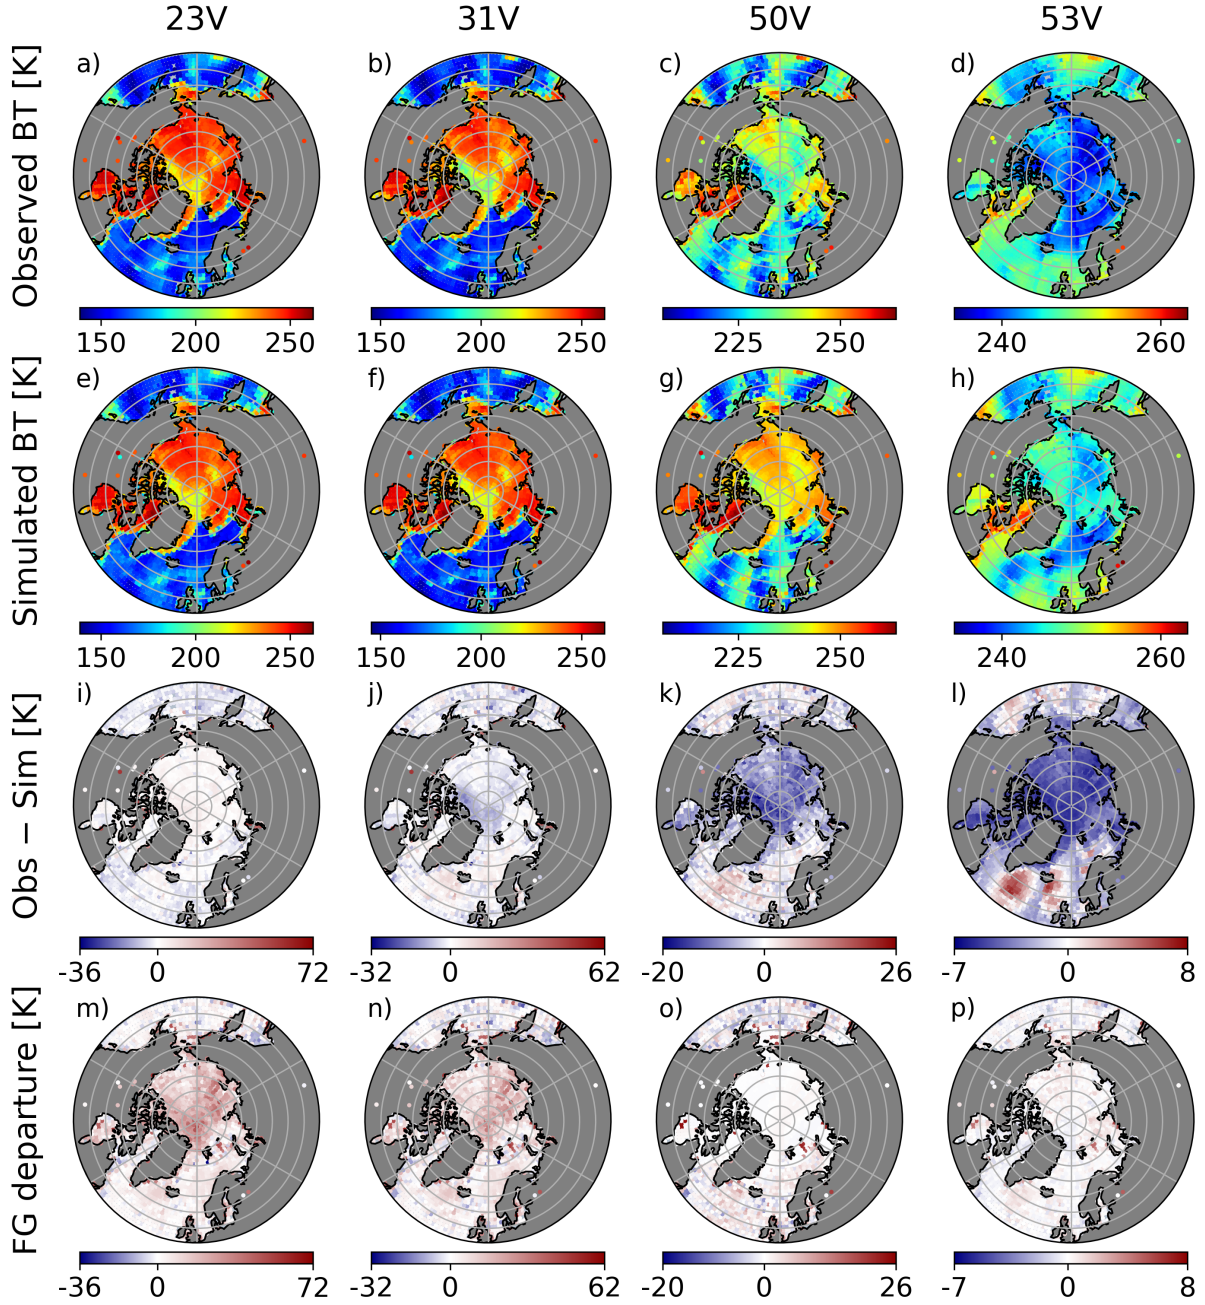 23V 31V 50V 53V
Observed BT [K]
a) b) c) d)
150 200 250 150 200 250 225 250 240 260
Simulated BT [K]
e) f) g) h)
150 200 250 150 200 250 225 250 240 260
Obs − Sim [K]
i) j) k) l)
-36 0 72 -32 0 62 -20 0 26 -7 0 8
FG departure [K]
m) n) o) p)
-36 0 72 -32 0 62 -20 0 26 -7 0 8